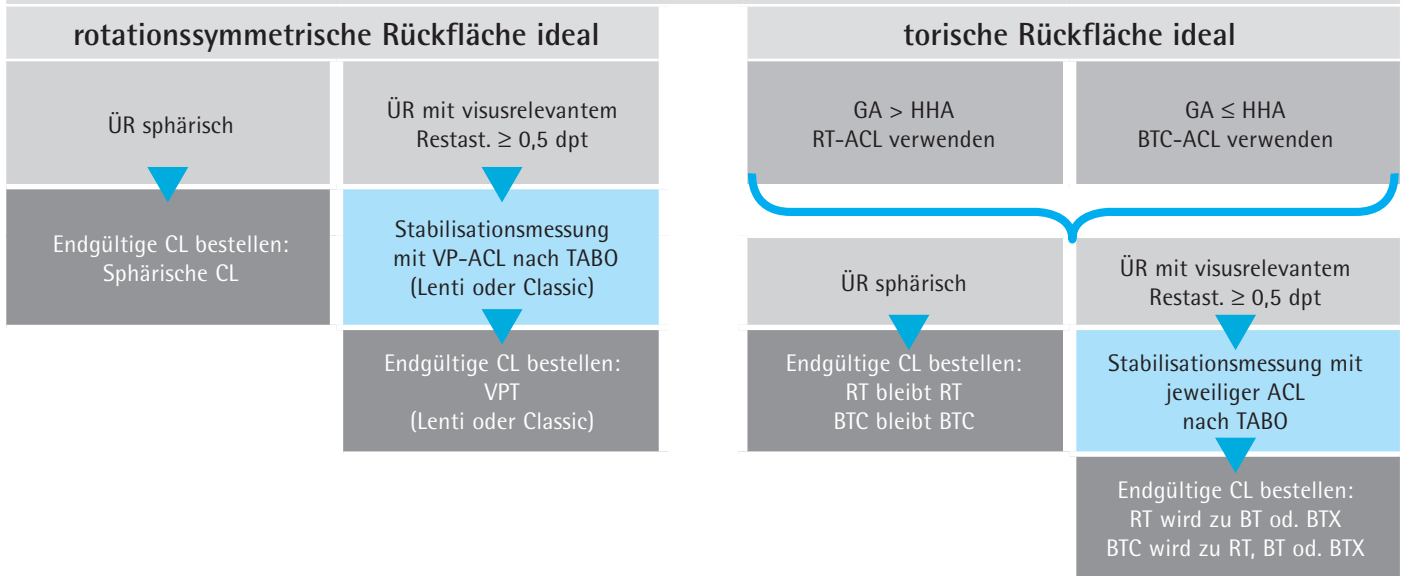 rotationssymmetrische Rückfläche ideal
ÜR sphärisch
ÜR mit visusrelevantem
Restast. ≥ 0,5 dpt
Endgültige CL bestellen:
Sphärische CL
Stabilisationsmessung
mit VP-ACL nach TABO
(Lenti oder Classic)
Endgültige CL bestellen:
VPT
(Lenti oder Classic)
torische Rückfläche ideal
GA > HHA
RT-ACL verwenden
GA ≤ HHA
BTC-ACL verwenden
ÜR sphärisch
ÜR mit visusrelevantem
Restast. ≥ 0,5 dpt
Endgültige CL bestellen:
RT bleibt RT
BTC bleibt BTC
Stabilisationsmessung mit
jeweiliger ACL
nach TABO
Endgültige CL bestellen:
RT wird zu BT od. BTX
BTC wird zu RT, BT od. BTX